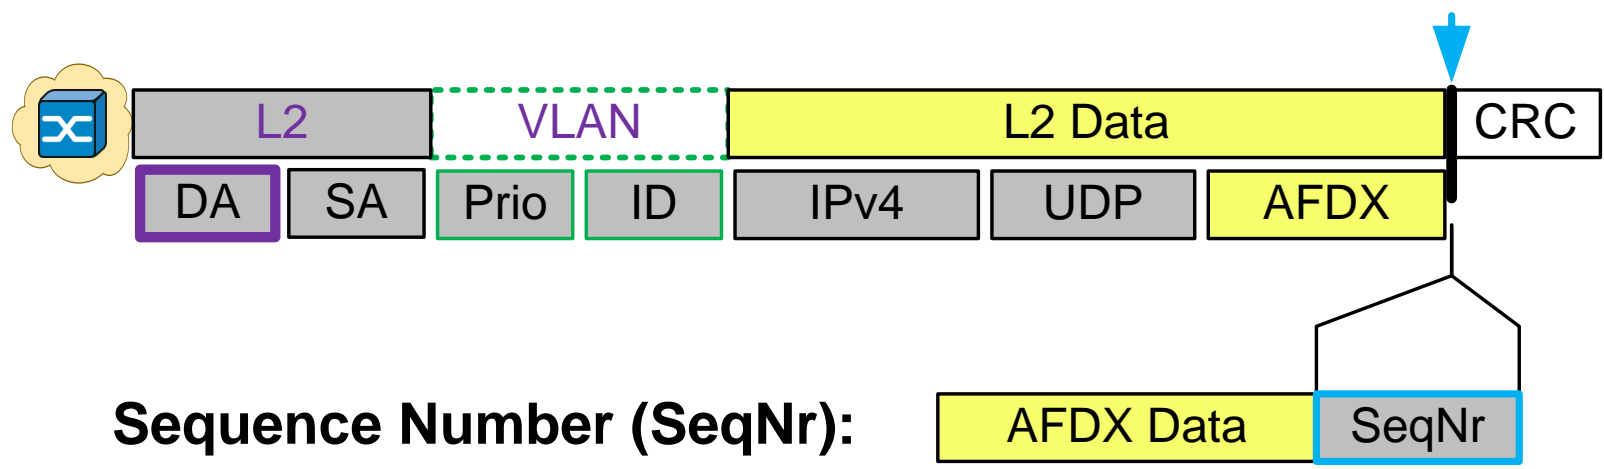 L2 VLAN L2 Data CRC
DA SA Prio ID IPv4 UDP AFDX
Sequence Number (SeqNr): AFDX Data SeqNr